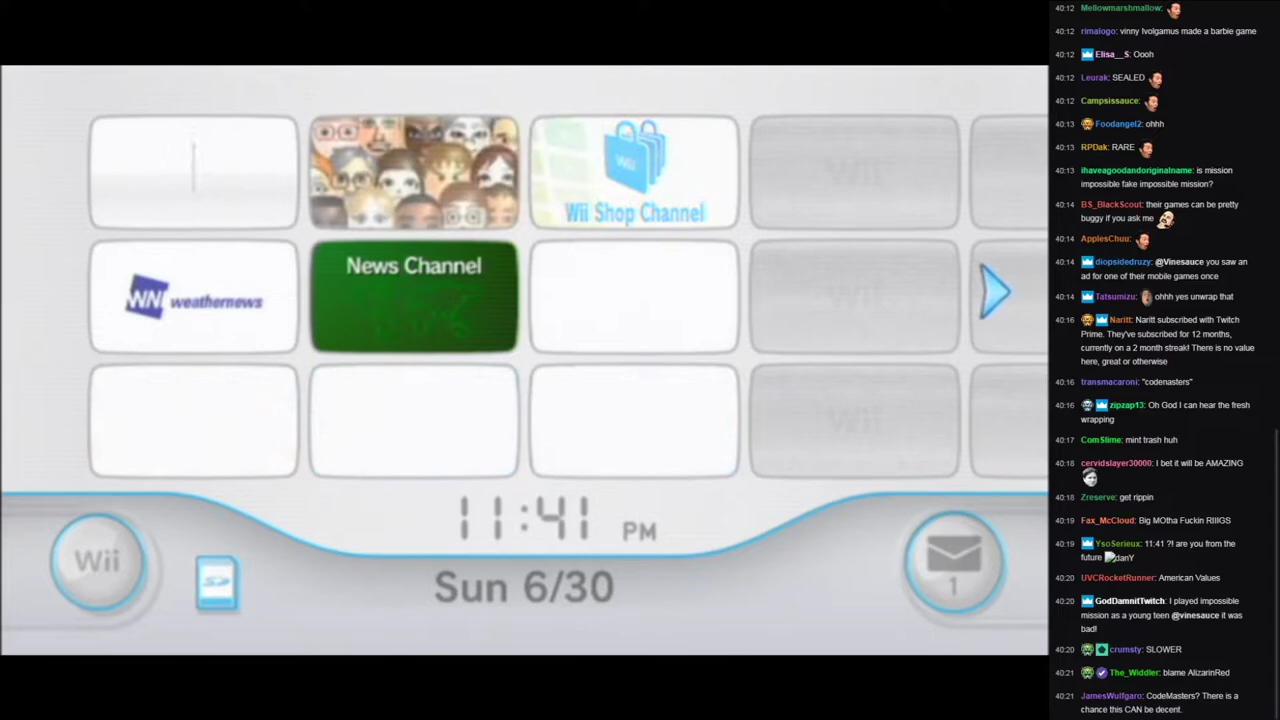 Wii
Wii Shop Channel
WN weathernews
News Channel
11:41 PM
Wii
SD
Sun 6/30
1
40:12 Mellowmarshmallow:
40:12 rimalogo: vinny Ivolgamus made a barbie game
40:12 Elisa__S: Oooh
40:12 Leurak: SEALED
40:12 Campsissauce:
40:13 Foodangel2: ohhh
40:13 RPDak: RARE
40:13 ihaveagoodandoriginalname: is mission
impossible fake impossible mission?
40:14 BS_BlackScout: their games can be pretty
buggy if you ask me
40:14 ApplesChuu:
40:14 diopsidedruzy: @Vinesauce you saw an
ad for one of their mobile games once
40:14 Tatsumizu: ohhh yes unwrap that
40:16 Naritt: Naritt subscribed with Twitch
Prime. They've subscribed for 12 months,
currently on a 2 month streak! There is no value
here, great or otherwise
40:16 transmacaroni: "codenasters"
40:16 zipzap13: Oh God I can hear the fresh
wrapping
40:17 ComSlime: mint trash huh
40:18 cervidslayer30000: I bet it will be AMAZING
40:18 Zreserve: get rippin
40:19 Fax_McCloud: Big MOtha Fuckin RIIIGS
40:19 YsoSerieux: 11:41 ?! are you from the
future danY
40:20 UVCRocketRunner: American Values
40:20 GodDamnitTwitch: I played impossible
mission as a young teen @vinesauce it was
bad!
40:20 crumsty: SLOWER
40:21 The_Widdler: blame AlizarinRed
40:21 JamesWulfgaro: CodeMasters? There is a
chance this CAN be decent.